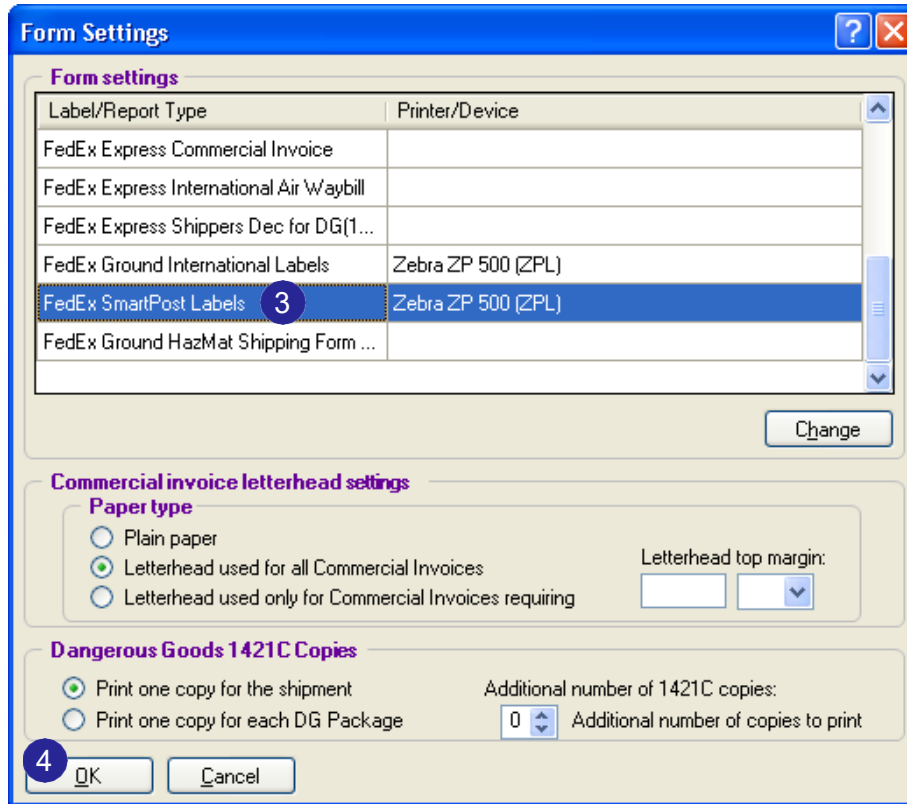 Form Settings
?
Form settings
Label/Report Type Printer/Device
FedEx Express Commercial Invoice
FedEx Express International Air Waybill
FedEx Express Shippers Dec for DG(1...
FedEx Ground International Labels Zebra ZP 500 (ZPL)
FedEx SmartPost Labels 3 Zebra ZP 500 (ZPL)
FedEx Ground HazMat Shipping Form ...
Change
Commercial invoice letterhead settings
Paper type
Plain paper
Letterhead used for all Commercial Invoices
Letterhead top margin:
Letterhead used only for Commercial Invoices requiring
Dangerous Goods 1421C Copies
Print one copy for the shipment
Additional number of 1421C copies:
Print one copy for each DG Package
0 Additional number of copies to print
4
OK Cancel